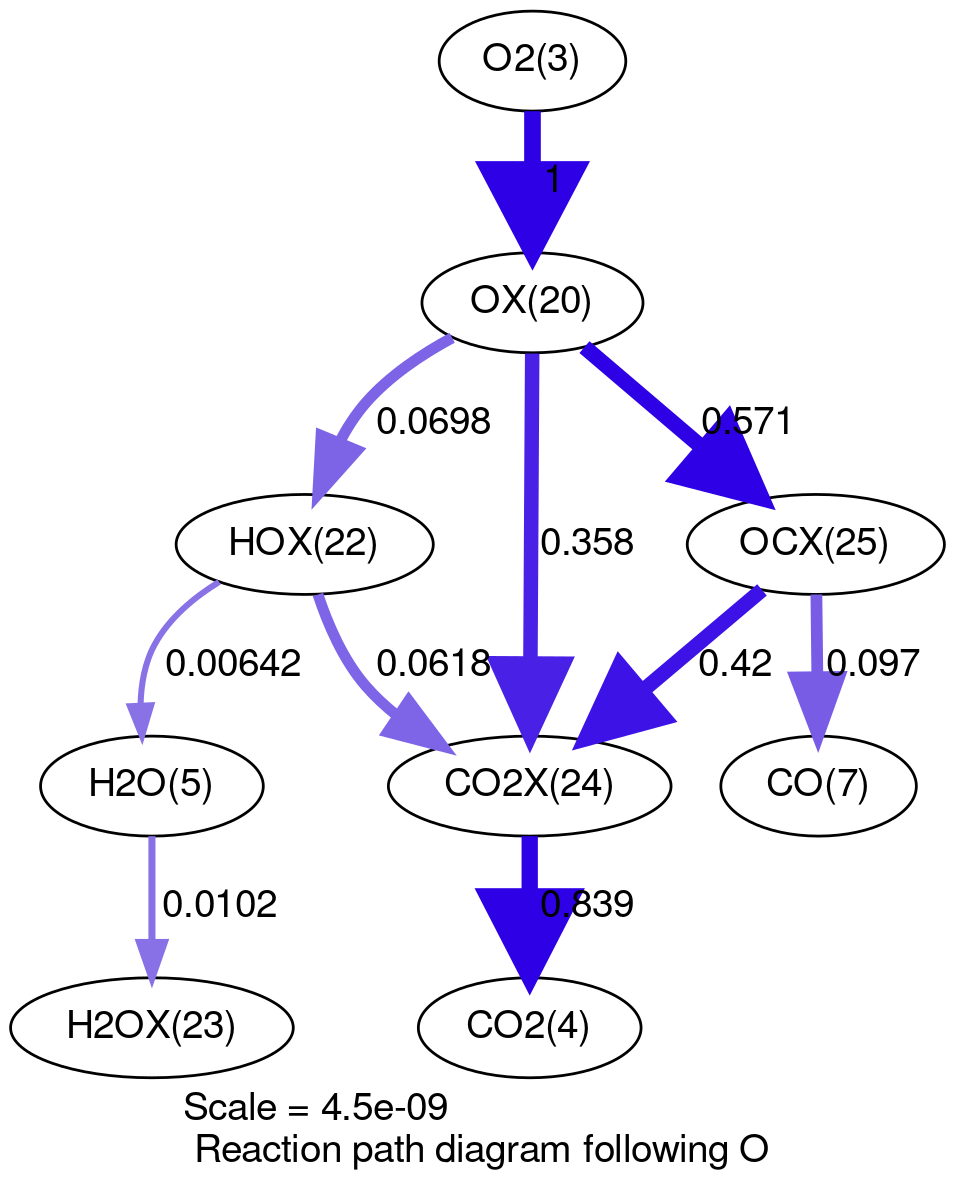 O2(3)
1
OX(20)
0.0698
0.571
HOX(22)
0.358
OCX(25)
0.00642
0.0618
0.42
0.097
H2O(5)
CO2X(24)
CO(7)
0.0102
0.839
H2OX(23)
CO2(4)
Scale = 4.5e-09
Reaction path diagram following O